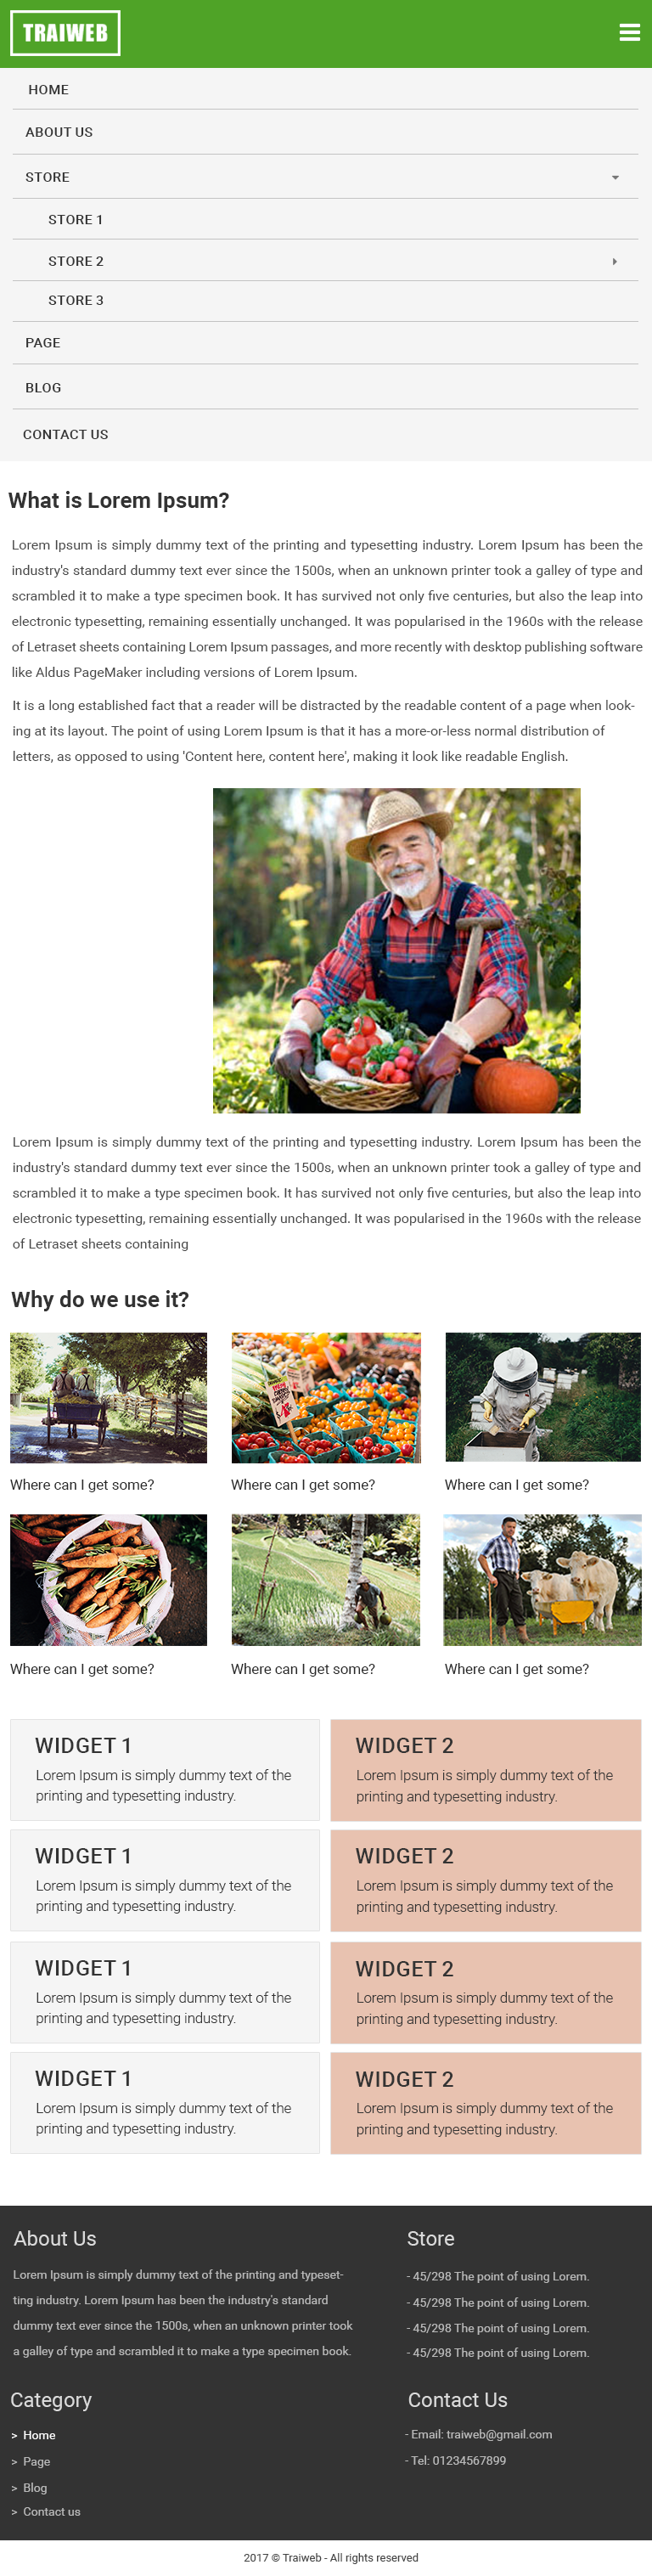 TRAIWEB
HOME
ABOUT US
STORE
STORE 1
STORE 2
STORE 3
PAGE
BLOG
CONTACT US
What is Lorem Ipsum?
Lorem Ipsum is simply dummy text of the printing and typesetting industry. Lorem Ipsum has been the
industry's standard dummy text ever since the 1500s, when an unknown printer took a galley of type and
scrambled it to make a type specimen book. It has survived not only five centuries, but also the leap into
electronic typesetting, remaining essentially unchanged. It was popularised in the 1960s with the release
of Letraset sheets containing Lorem Ipsum passages, and more recently with desktop publishing software
like Aldus PageMaker including versions of Lorem Ipsum.
It is a long established fact that a reader will be distracted by the readable content of a page when look-
ing at its layout. The point of using Lorem Ipsum is that it has a more-or-less normal distribution of
letters, as opposed to using 'Content here, content here', making it look like readable English.
Lorem Ipsum is simply dummy text of the printing and typesetting industry. Lorem Ipsum has been the
industry's standard dummy text ever since the 1500s, when an unknown printer took a galley of type and
scrambled it to make a type specimen book. It has survived not only five centuries, but also the leap into
electronic typesetting, remaining essentially unchanged. It was popularised in the 1960s with the release
of Letraset sheets containing
Why do we use it?
Where can I get some?
Where can I get some?
Where can I get some?
Where can I get some?
Where can I get some?
Where can I get some?
WIDGET 1
Lorem Ipsum is simply dummy text of the
printing and typesetting industry.
WIDGET 2
Lorem Ipsum is simply dummy text of the
printing and typesetting industry.
WIDGET 1
Lorem Ipsum is simply dummy text of the
printing and typesetting industry.
WIDGET 2
Lorem Ipsum is simply dummy text of the
printing and typesetting industry.
WIDGET 1
Lorem Ipsum is simply dummy text of the
printing and typesetting industry.
WIDGET 2
Lorem Ipsum is simply dummy text of the
printing and typesetting industry.
WIDGET 1
Lorem Ipsum is simply dummy text of the
printing and typesetting industry.
WIDGET 2
Lorem Ipsum is simply dummy text of the
printing and typesetting industry.
About Us
Lorem Ipsum is simply dummy text of the printing and typeset-
ting industry. Lorem Ipsum has been the industry's standard
dummy text ever since the 1500s, when an unknown printer took
a galley of type and scrambled it to make a type specimen book.
Store
- 45/298 The point of using Lorem.
- 45/298 The point of using Lorem.
- 45/298 The point of using Lorem.
- 45/298 The point of using Lorem.
Category
> Home
> Page
> Blog
> Contact us
Contact Us
- Email: traiweb@gmail.com
- Tel: 01234567899
2017 © Traiweb - All rights reserved